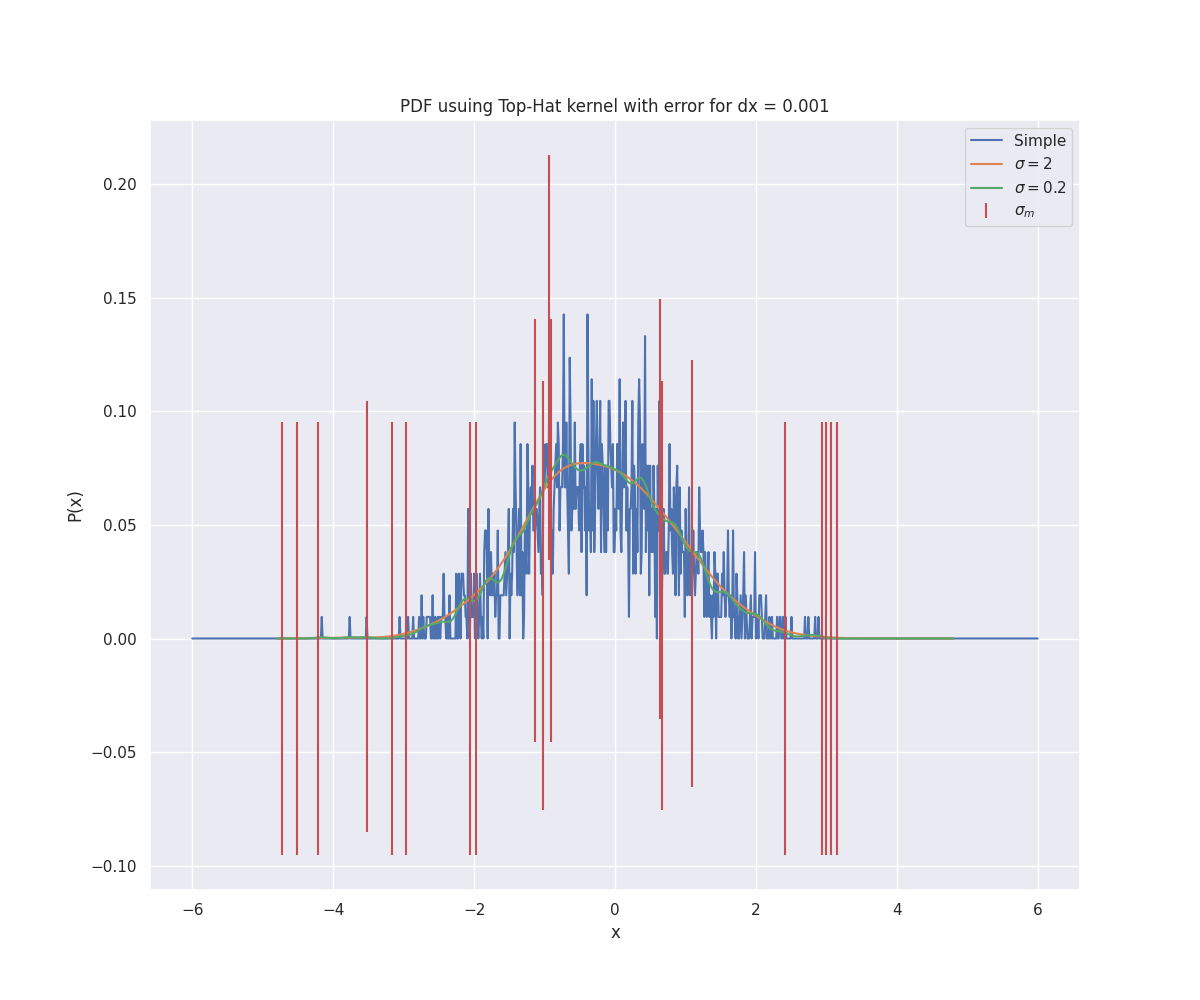 PDF usuing Top-Hat kernel with error for dx = 0.001
Simple
σ = 2
σ = 0.2
σm
0.20
0.15
0.10
0.05
0.00
−0.05
−0.10
P(x)
−6 −4 −2 0 2 4 6
x